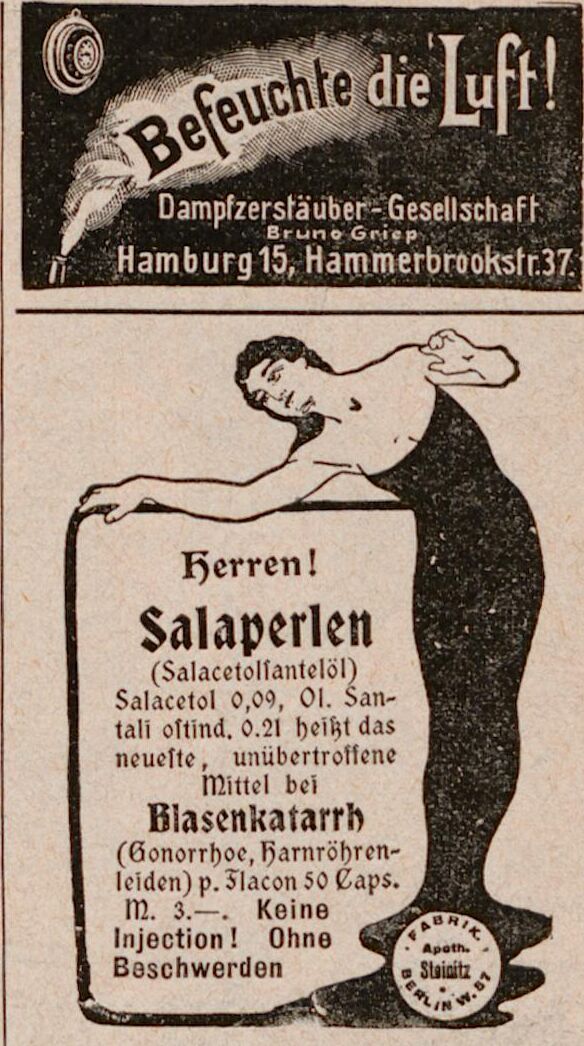 Befeuchte die Luft!
Dampfzerstäuber-Gesellschaft
Bruno Griep
Hamburg 15, Hammerbrookstr. 37.
Herren!
Salaperlen
(Salacetolſantelöl)
Salacetol 0,09, Ol. San-
tali oſtind. 0.21 heißt das
neueſte, unübertroffene
Mittel bei
Blasenkatarrh
(Gonorrhoe, Harnröhren-
leiden) p. Flacon 50 Caps.
M. 3.—. Keine
Injection! Ohne
Beschwerden
FABRIK
Apoth.
Steinitz
BERLIN W. 57